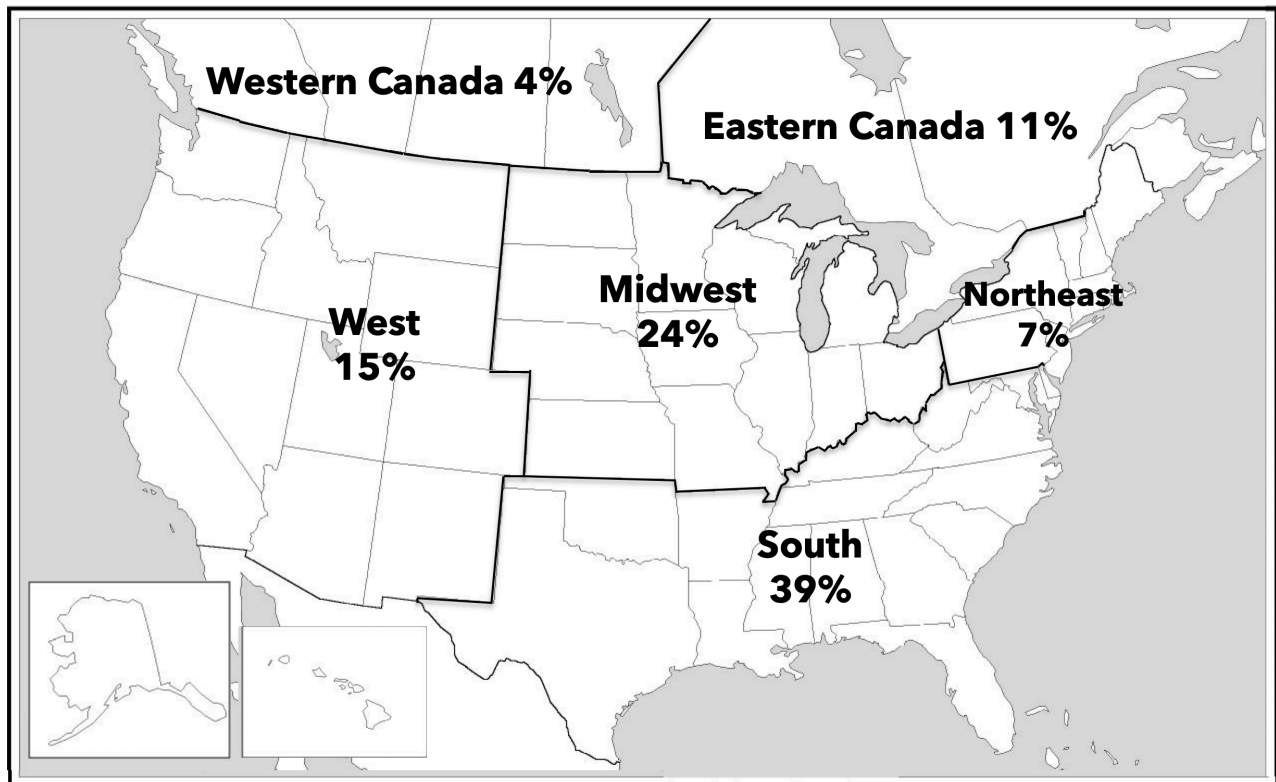 Western Canada 4%
Eastern Canada 11%
West
15%
Midwest
24%
Northeast
7%
South
39%